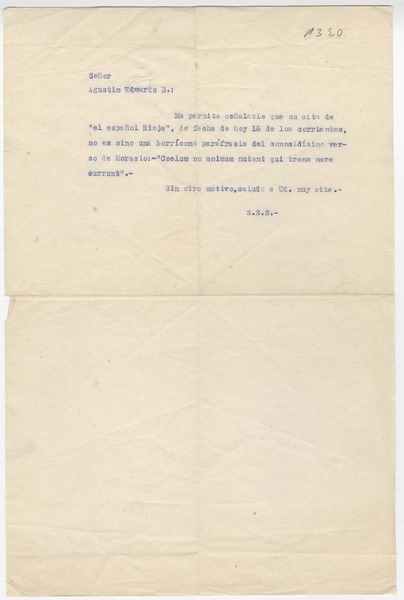 1320
Señor
Agustin Edwards B.:
Me permito señalarle que su cita de
"el español Rioja", de fecha de hoy 16 de los corrientes,
no es sino una horrísona paráfrasis del conocidísimo ver-
so de Horacio:-"Coelum no animum mutant qui trans mare
currunt".-
Sin otro motivo,saludo a Ud. muy atte.-
S.S.S.-